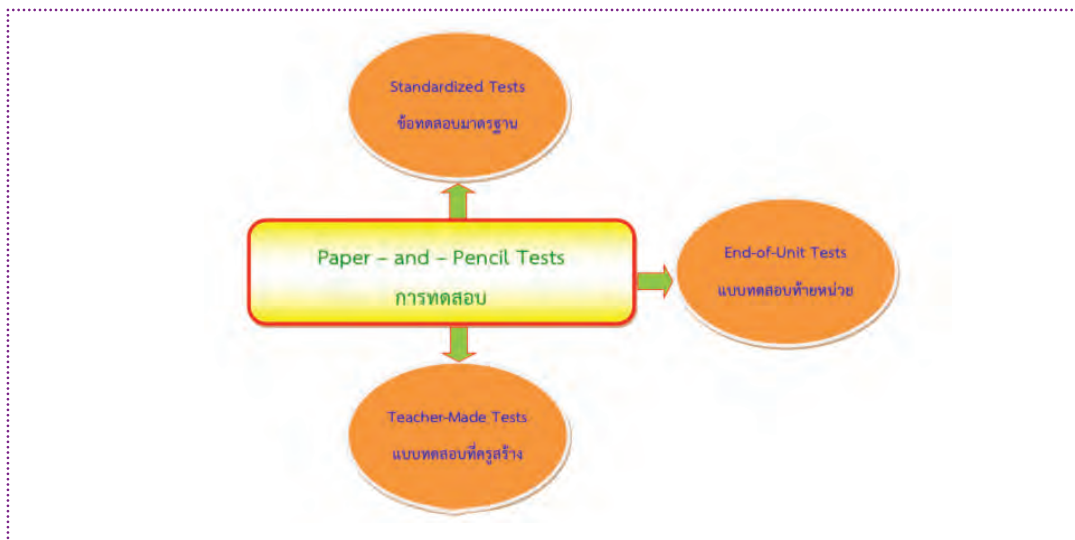 Standardized Tests
ข้อทดสอบมาตรฐาน
Paper – and – Pencil Tests
การทดสอบ
End-of-Unit Tests
แบบทดสอบท้ายหน่วย
Teacher-Made Tests
แบบทดสอบที่ครูสร้าง